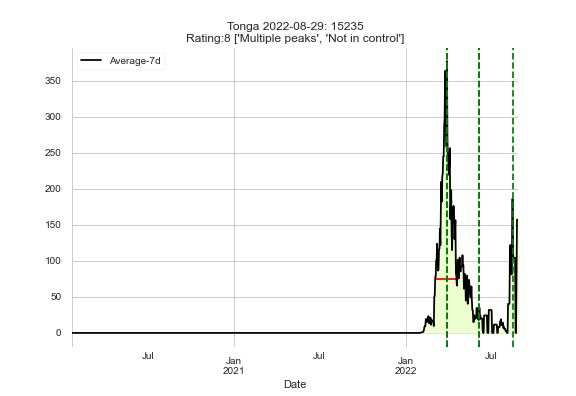 Tonga 2022-08-29: 15235
Rating:8 ['Multiple peaks', 'Not in control']
Average-7d
350
300
250
200
150
100
50
0
Jul
Jan
2021
Jul
Jan
2022
Jul
Date